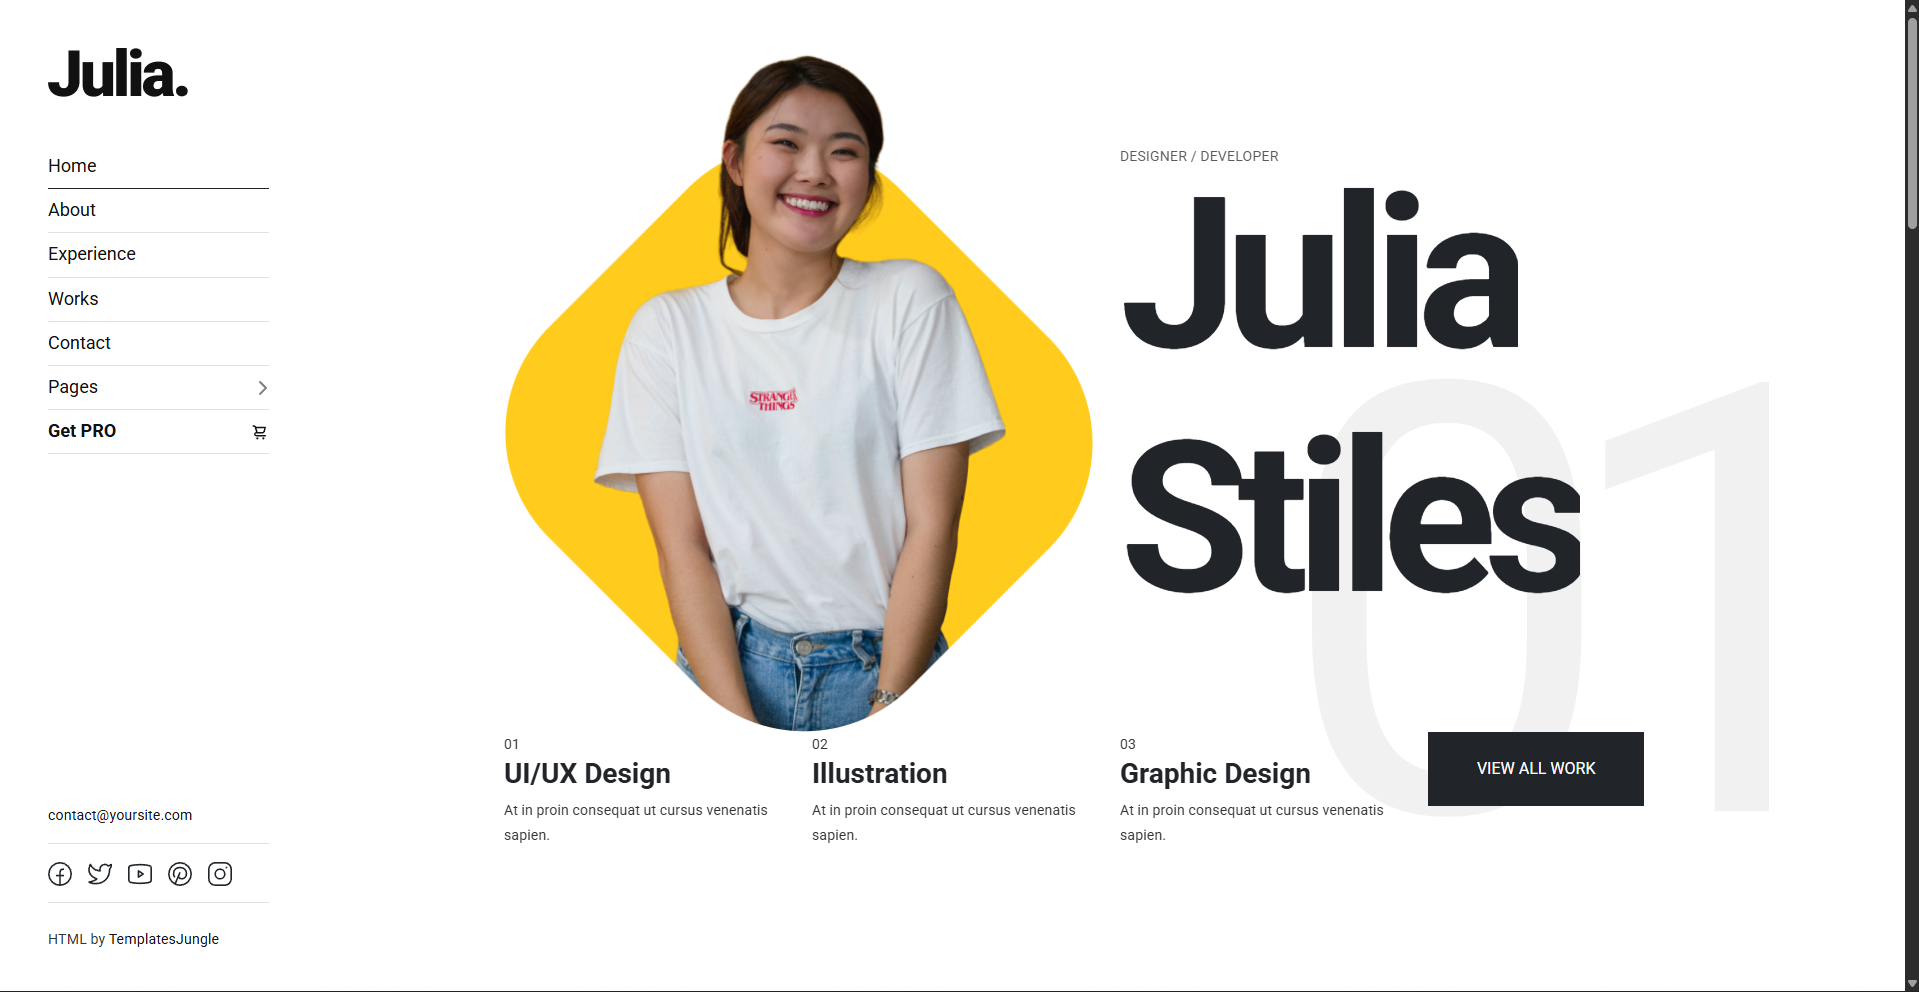 Julia.
Home
About
Experience
Works
Contact
Pages
Get PRO
contact@yoursite.com
HTML by TemplatesJungle
STRANGER
THINGS
DESIGNER / DEVELOPER
Julia
Stiles
01
01
UI/UX Design
At in proin consequat ut cursus venenatis
sapien.
02
Illustration
At in proin consequat ut cursus venenatis
sapien.
03
Graphic Design
At in proin consequat ut cursus venenatis
sapien.
VIEW ALL WORK